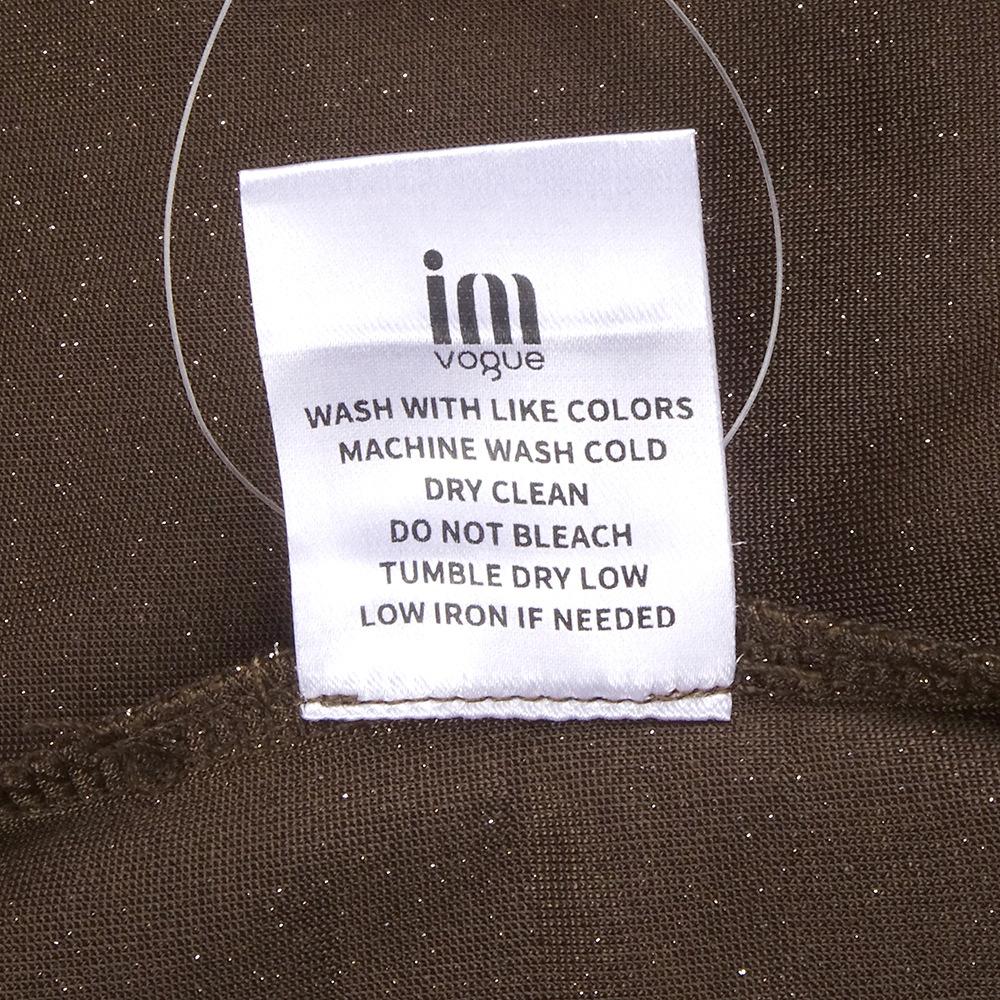 im
vogue
WASH WITH LIKE COLORS
MACHINE WASH COLD
DRY CLEAN
DO NOT BLEACH
TUMBLE DRY LOW
LOW IRON IF NEEDED